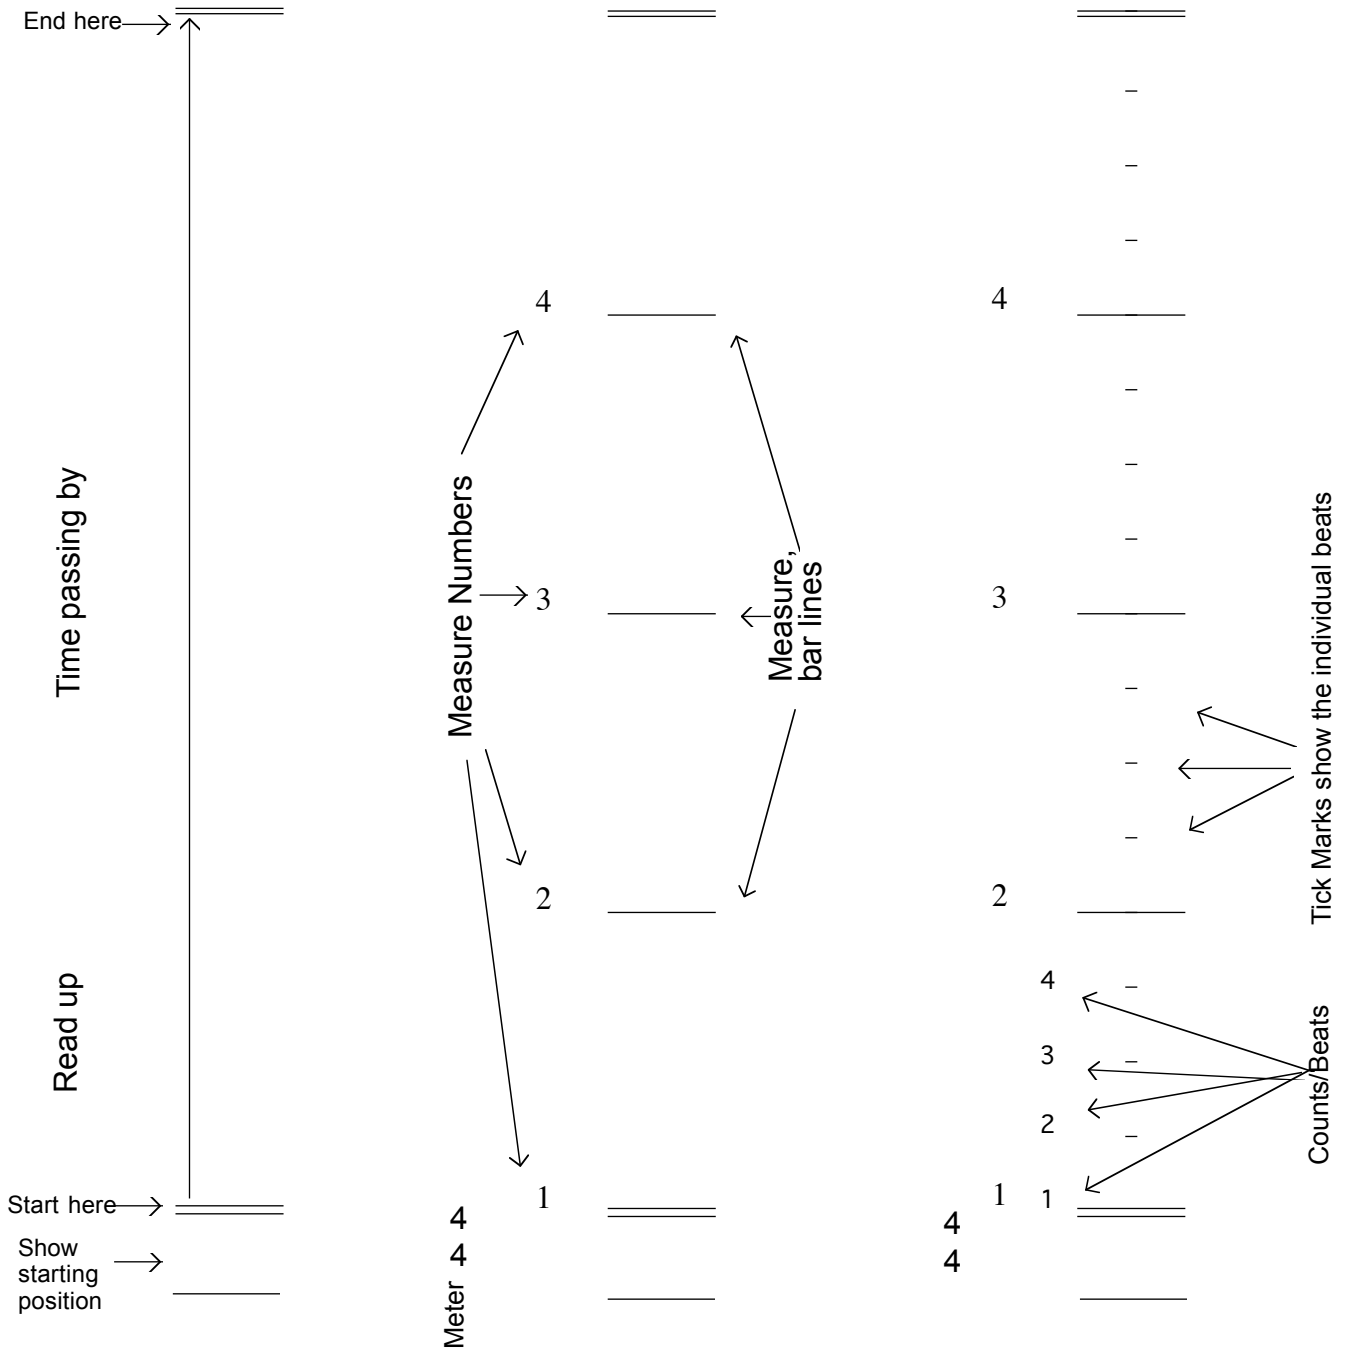 End here
Time passing by
Read up
Start here
Show
starting
position
4
3
2
1
Measure Numbers
Measure,
bar lines
4
4
Meter
4
3
2
1
4
3
2
1
4
4
Tick Marks show the individual beats
Counts/Beats